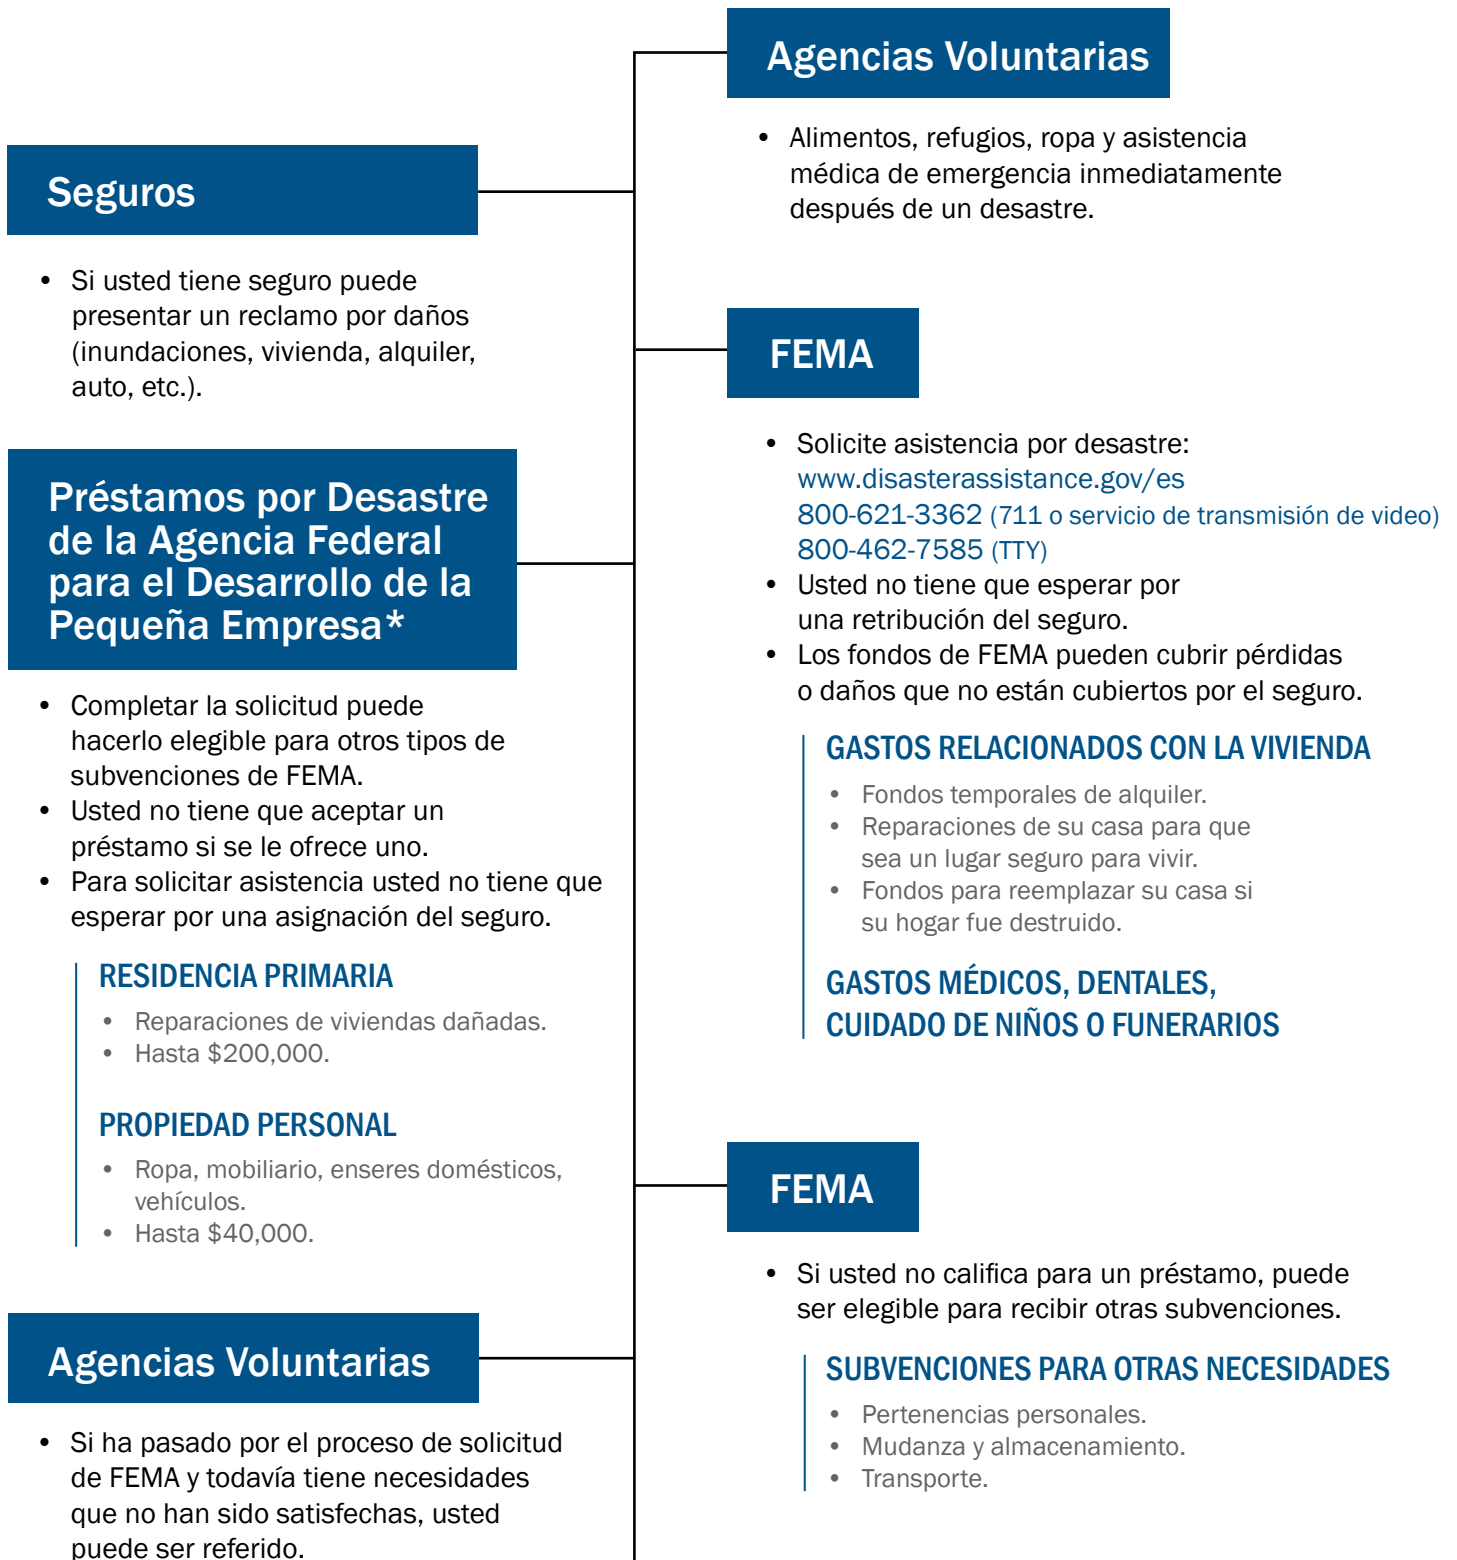 Agencias Voluntarias
• Alimentos, refugios, ropa y asistencia
médica de emergencia inmediatamente
después de un desastre.
Seguros
• Si usted tiene seguro puede
presentar un reclamo por daños
(inundaciones, vivienda, alquiler,
auto, etc.).
FEMA
• Solicite asistencia por desastre:
www.disasterassistance.gov/es
800-621-3362 (711 o servicio de transmisión de video)
800-462-7585 (TTY)
• Usted no tiene que esperar por
una retribución del seguro.
• Los fondos de FEMA pueden cubrir pérdidas
o daños que no están cubiertos por el seguro.
GASTOS RELACIONADOS CON LA VIVIENDA
• Fondos temporales de alquiler.
• Reparaciones de su casa para que
sea un lugar seguro para vivir.
• Fondos para reemplazar su casa si
su hogar fue destruido.
GASTOS MÉDICOS, DENTALES,
CUIDADO DE NIÑOS O FUNERARIOS
Préstamos por Desastre
de la Agencia Federal
para el Desarrollo de la
Pequeña Empresa*
• Completar la solicitud puede
hacerlo elegible para otros tipos de
subvenciones de FEMA.
• Usted no tiene que aceptar un
préstamo si se le ofrece uno.
• Para solicitar asistencia usted no tiene que
esperar por una asignación del seguro.
RESIDENCIA PRIMARIA
• Reparaciones de viviendas dañadas.
• Hasta $200,000.
PROPIEDAD PERSONAL
• Ropa, mobiliario, enseres domésticos,
vehículos.
• Hasta $40,000.
FEMA
• Si usted no califica para un préstamo, puede
ser elegible para recibir otras subvenciones.
SUBVENCIONES PARA OTRAS NECESIDADES
• Pertenencias personales.
• Mudanza y almacenamiento.
• Transporte.
Agencias Voluntarias
• Si ha pasado por el proceso de solicitud
de FEMA y todavía tiene necesidades
que no han sido satisfechas, usted
puede ser referido.